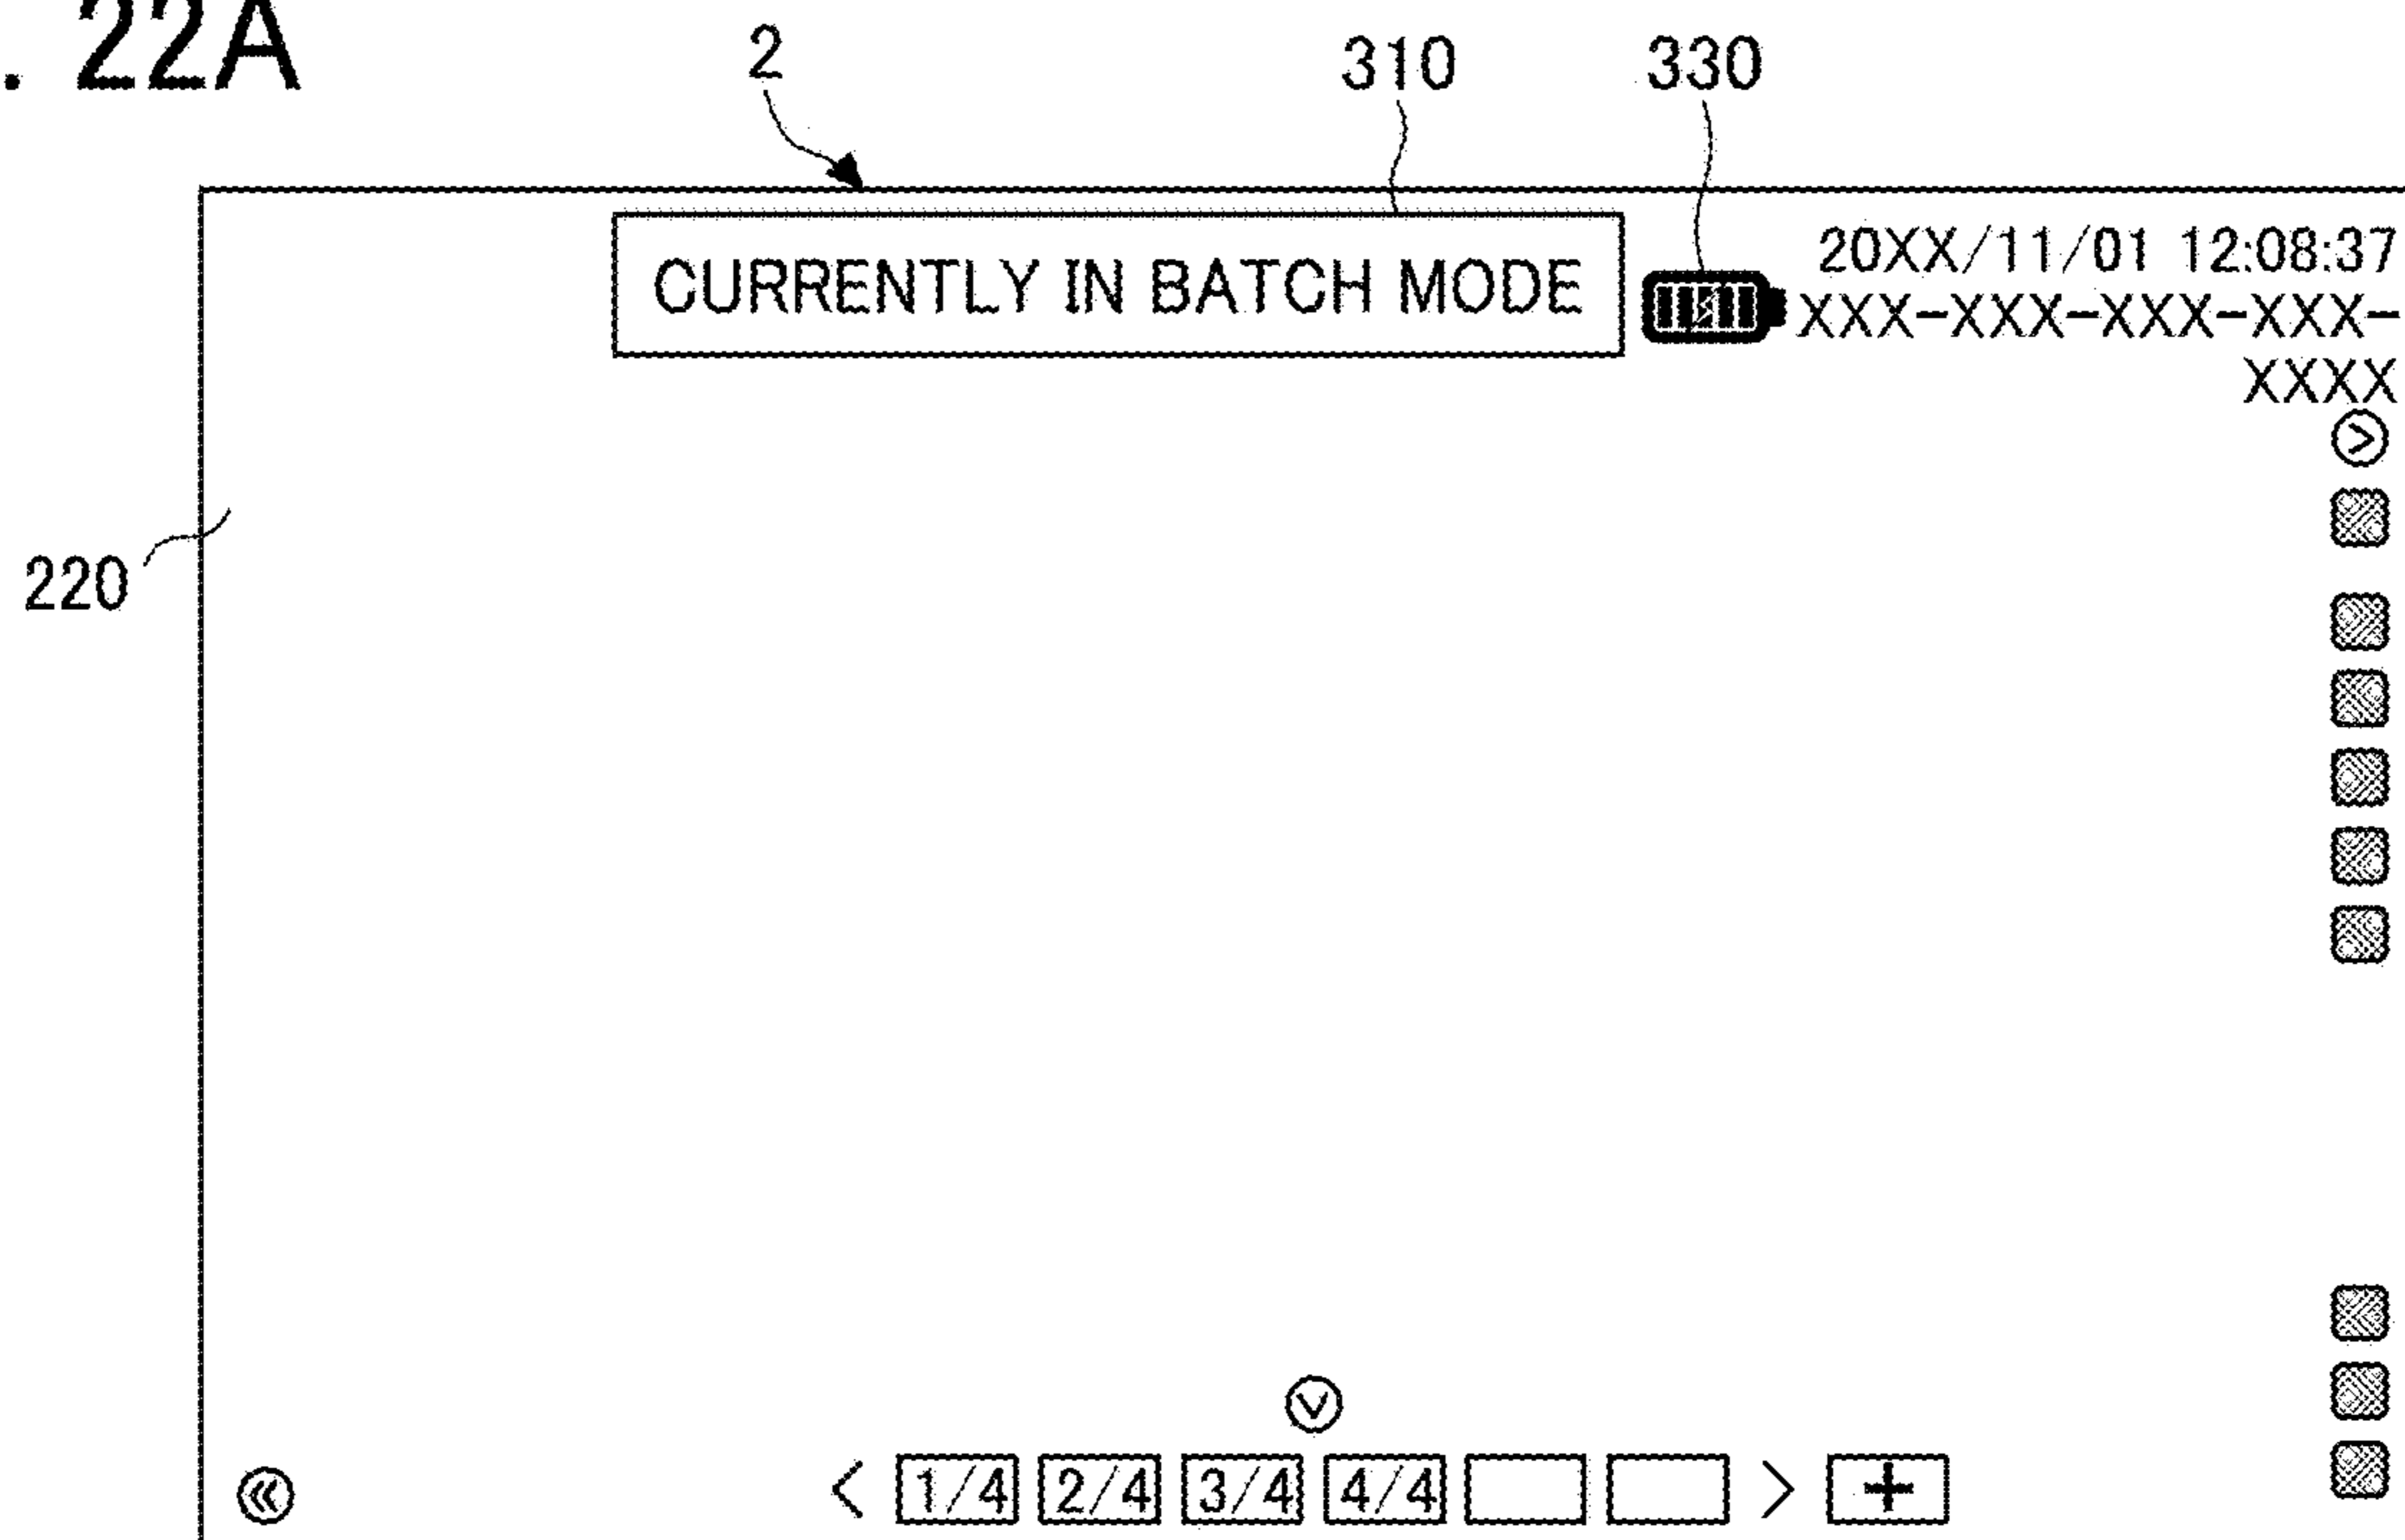 . 22A
2
310
330
CURRENTLY IN BATCH MODE
20XX/11/01 12:08:37
XXX-XXX-XXX-XXX-
XXXX
220
< 1/4 2/4 3/4 4/4 > +